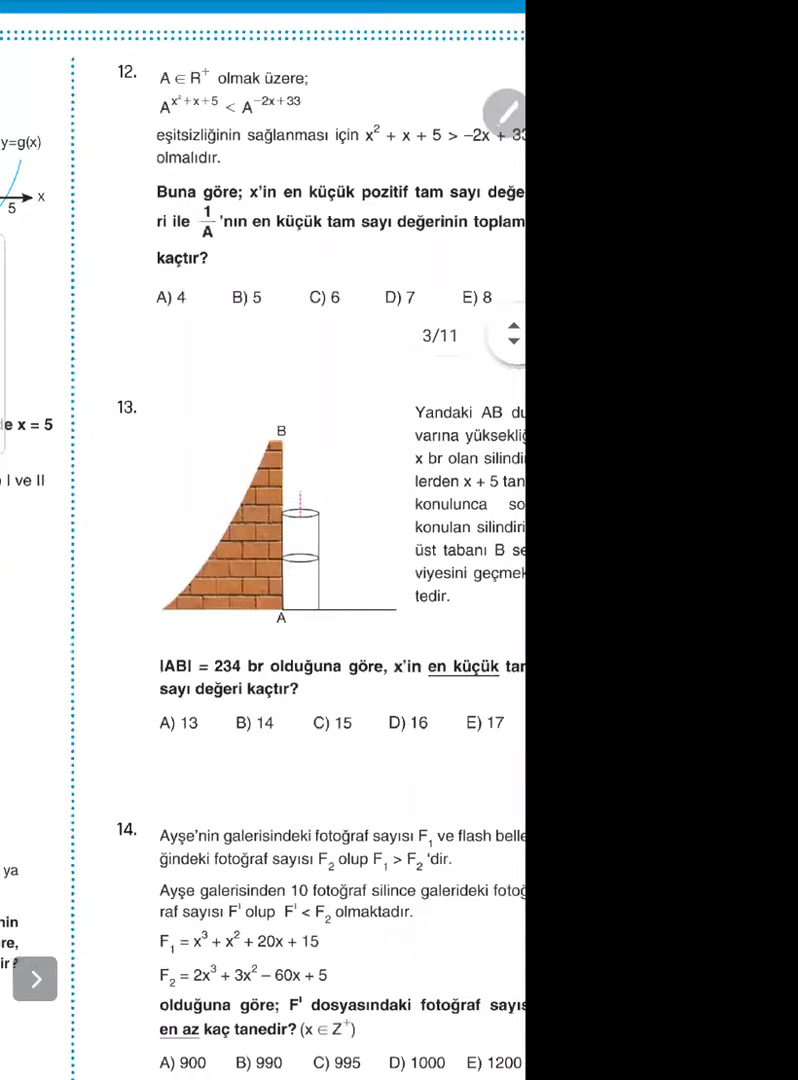 y=g(x)
x
5
e x = 5
I ve II
ya
nin
re,
ir?
12. A ∈ R⁺ olmak üzere;
A^(x²+x+5) < A^(–2x+33)
eşitsizliğinin sağlanması için x² + x + 5 > –2x + 33
olmalıdır.
Buna göre; x'in en küçük pozitif tam sayı değe
ri ile 1/A 'nın en küçük tam sayı değerinin toplam
kaçtır?
A) 4 B) 5 C) 6 D) 7 E) 8
3/11
13.
B
A
Yandaki AB du
varına yüksekliğ
x br olan silindi
lerden x + 5 tan
konulunca so
konulan silindiri
üst tabanı B se
viyesini geçmek
tedir.
IABI = 234 br olduğuna göre, x'in en küçük tam
sayı değeri kaçtır?
A) 13 B) 14 C) 15 D) 16 E) 17
14. Ayşe'nin galerisindeki fotoğraf sayısı F₁ ve flash belle
ğindeki fotoğraf sayısı F₂ olup F₁ > F₂ 'dir.
Ayşe galerisinden 10 fotoğraf silince galerideki fotoğ
raf sayısı Fᴵ olup Fᴵ < F₂ olmaktadır.
F₁ = x³ + x² + 20x + 15
F₂ = 2x³ + 3x² – 60x + 5
olduğuna göre; Fᴵ dosyasındaki fotoğraf sayıs
en az kaç tanedir? (x ∈ Z⁺)
A) 900 B) 990 C) 995 D) 1000 E) 1200